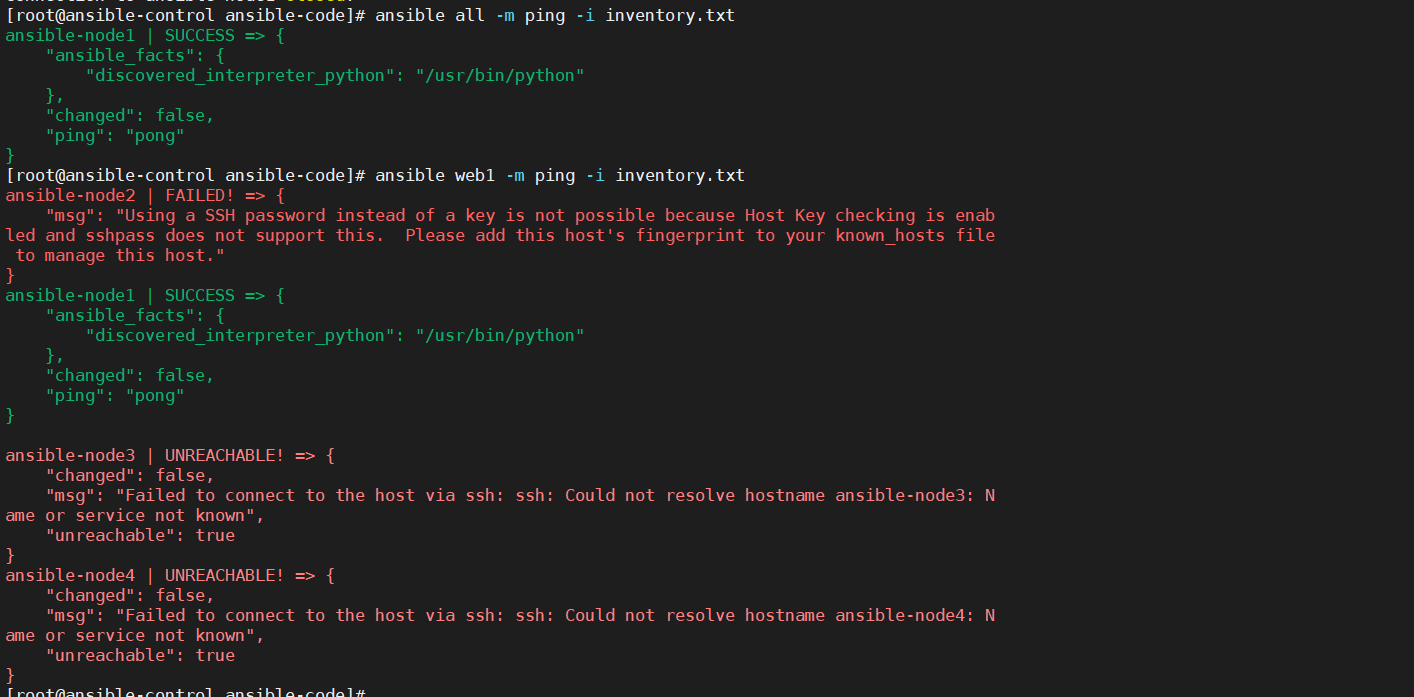 [root@ansible-control ansible-code]# ansible all -m ping -i inventory.txt
ansible-node1 | SUCCESS => {
    "ansible_facts": {
        "discovered_interpreter_python": "/usr/bin/python"
    },
    "changed": false,
    "ping": "pong"
}
[root@ansible-control ansible-code]# ansible web1 -m ping -i inventory.txt
ansible-node2 | FAILED! => {
    "msg": "Using a SSH password instead of a key is not possible because Host Key checking is enab
led and sshpass does not support this.  Please add this host's fingerprint to your known_hosts file
 to manage this host."
}
ansible-node1 | SUCCESS => {
    "ansible_facts": {
        "discovered_interpreter_python": "/usr/bin/python"
    },
    "changed": false,
    "ping": "pong"
}

ansible-node3 | UNREACHABLE! => {
    "changed": false,
    "msg": "Failed to connect to the host via ssh: ssh: Could not resolve hostname ansible-node3: N
ame or service not known",
    "unreachable": true
}
ansible-node4 | UNREACHABLE! => {
    "changed": false,
    "msg": "Failed to connect to the host via ssh: ssh: Could not resolve hostname ansible-node4: N
ame or service not known",
    "unreachable": true
}
[root@ansible-control ansible-code]#